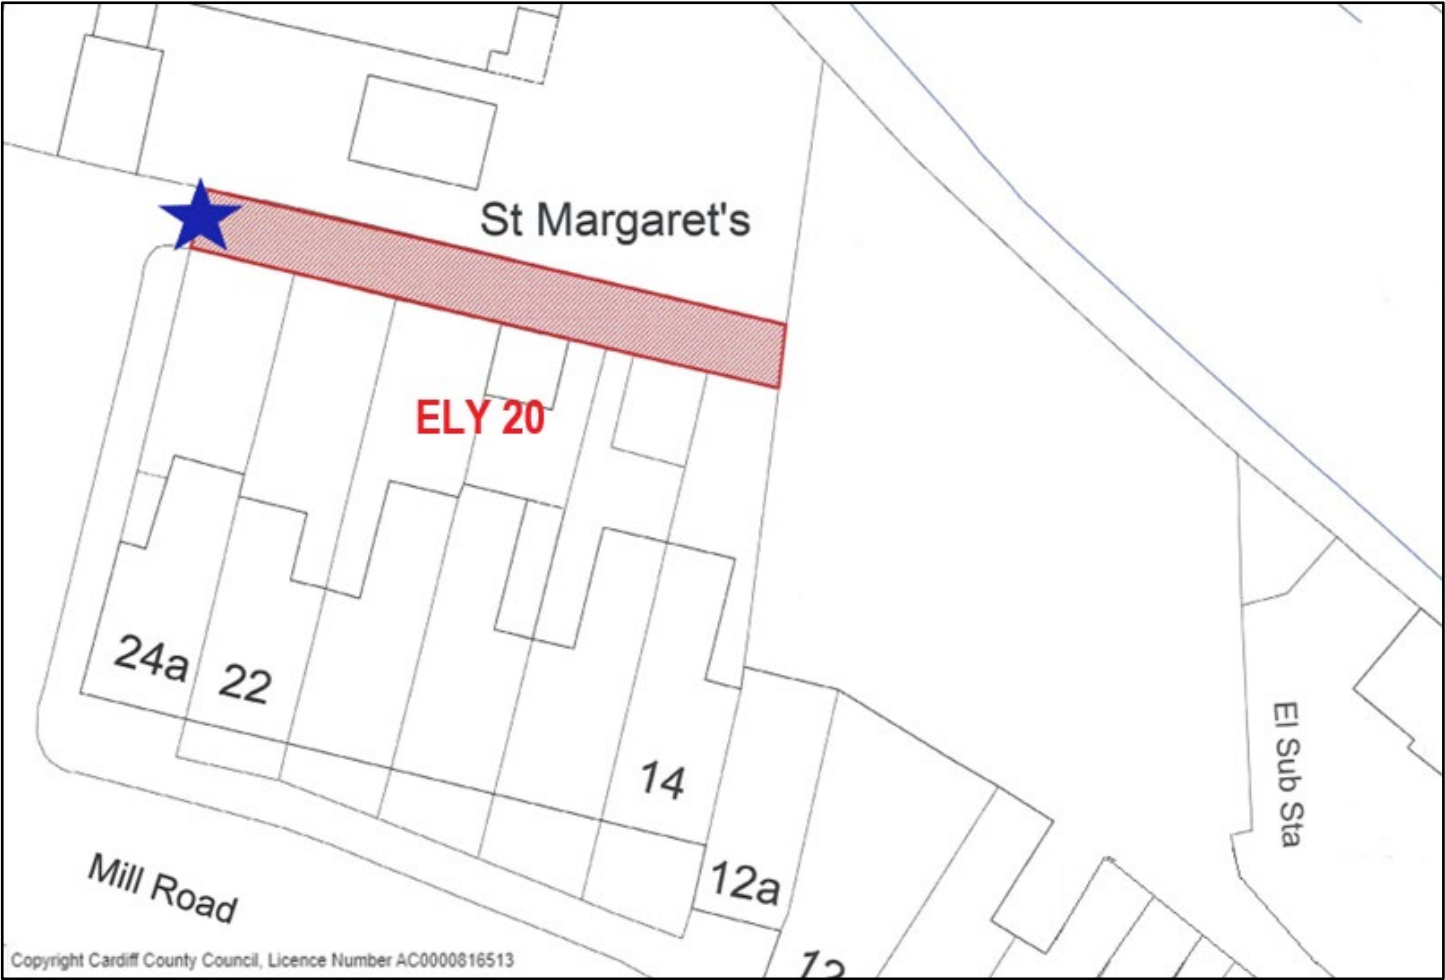 St Margaret's
ELY 20
24a
22
14
12a
12
El Sub Sta
Mill Road
Copyright Cardiff County Council, Licence Number AC0000816513